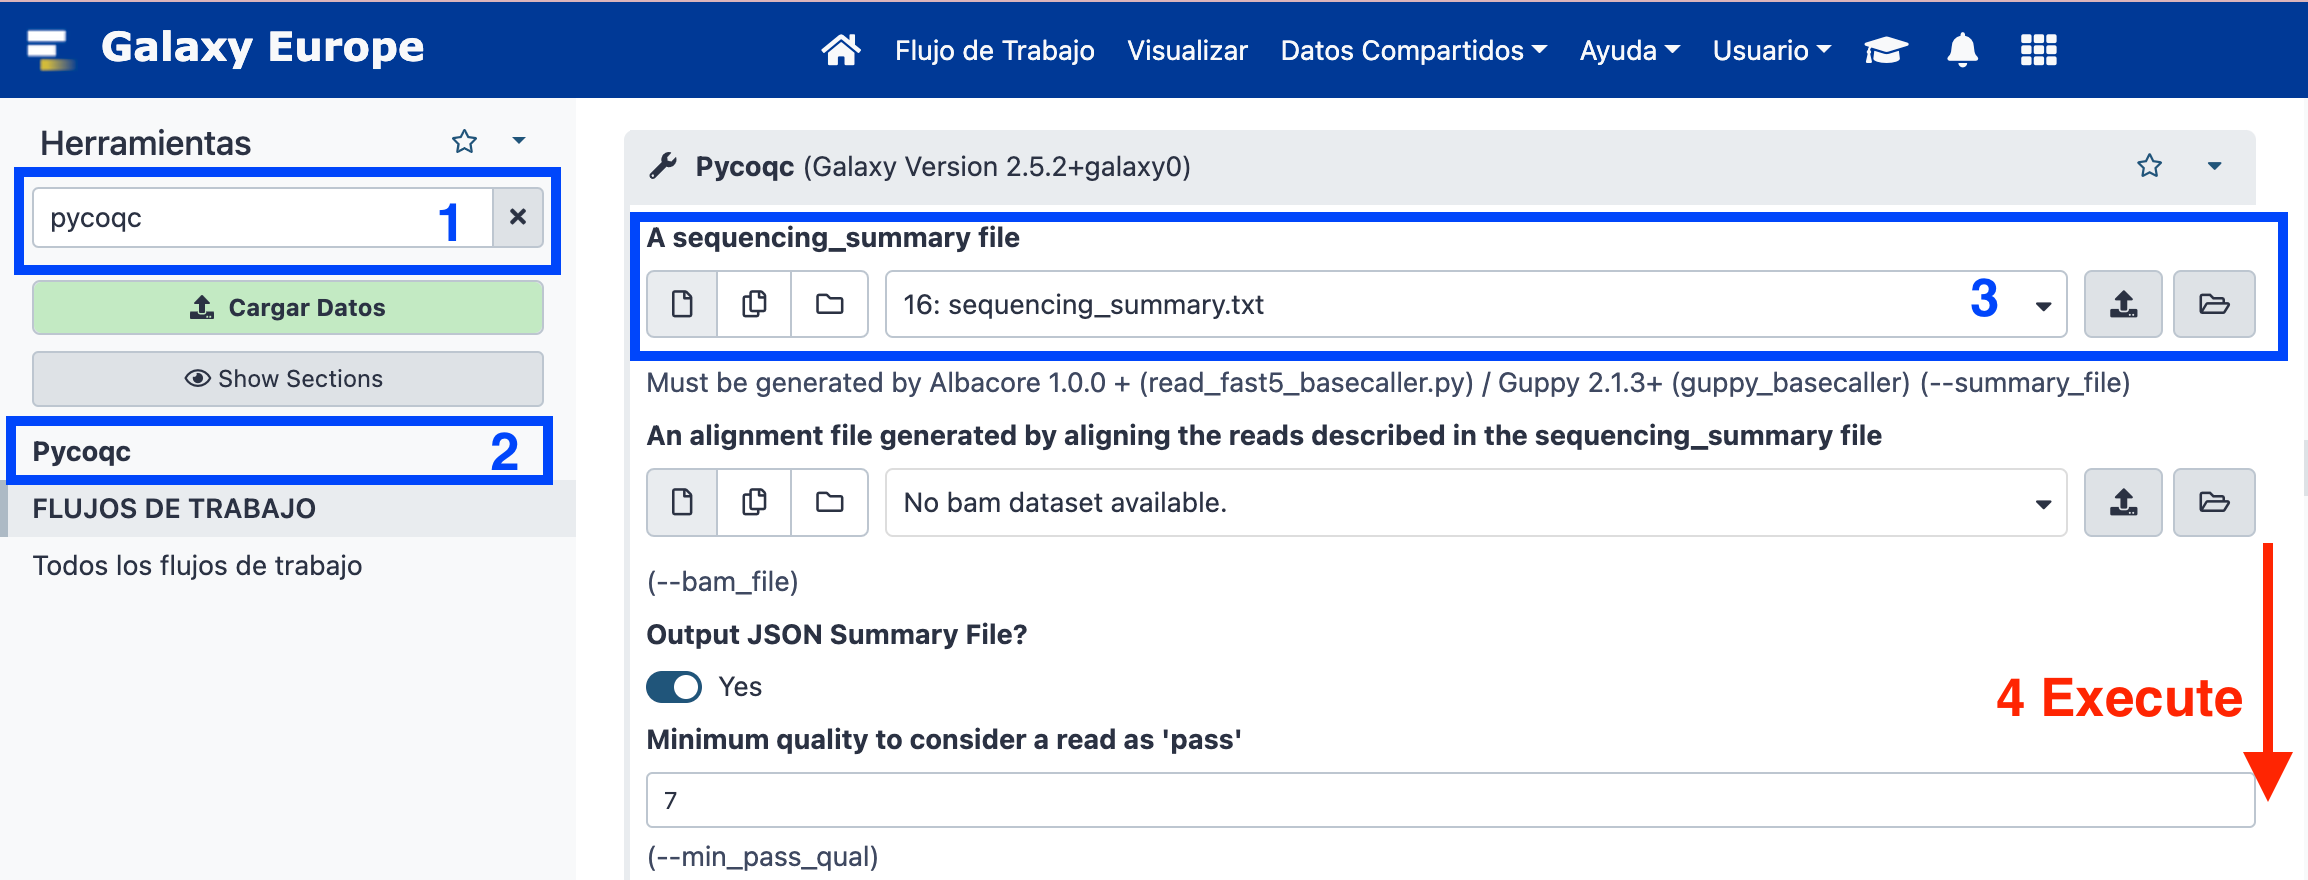 Galaxy Europe
Flujo de Trabajo Visualizar Datos Compartidos Ayuda Usuario
Herramientas
pycoqc 1
Cargar Datos
Show Sections
Pycoqc 2
FLUJOS DE TRABAJO
Todos los flujos de trabajo
Pycoqc (Galaxy Version 2.5.2+galaxy0)
A sequencing_summary file
16: sequencing_summary.txt 3
Must be generated by Albacore 1.0.0 + (read_fast5_basecaller.py) / Guppy 2.1.3+ (guppy_basecaller) (--summary_file)
An alignment file generated by aligning the reads described in the sequencing_summary file
No bam dataset available.
(--bam_file)
Output JSON Summary File?
Yes
4 Execute
Minimum quality to consider a read as 'pass'
7
(--min_pass_qual)